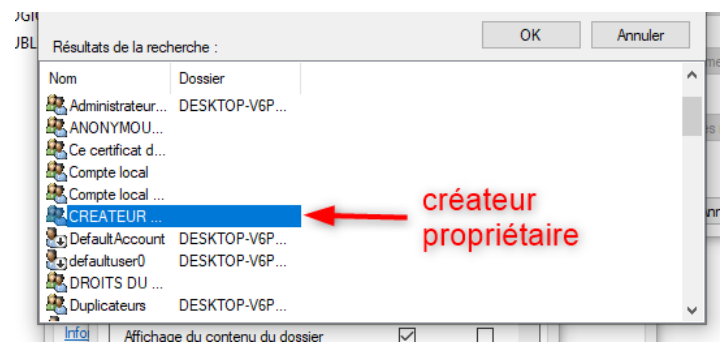 OK Annuler
Résultats de la recherche :
Nom Dossier
Administrateur... DESKTOP-V6P...
ANONYMOU...
Ce certificat d...
Compte local
Compte local ...
CREATEUR ...
créateur
propriétaire
DefaultAccount DESKTOP-V6P...
defaultuser0 DESKTOP-V6P...
DROITS DU ...
Duplicateurs DESKTOP-V6P...
Affichage du contenu du dossier